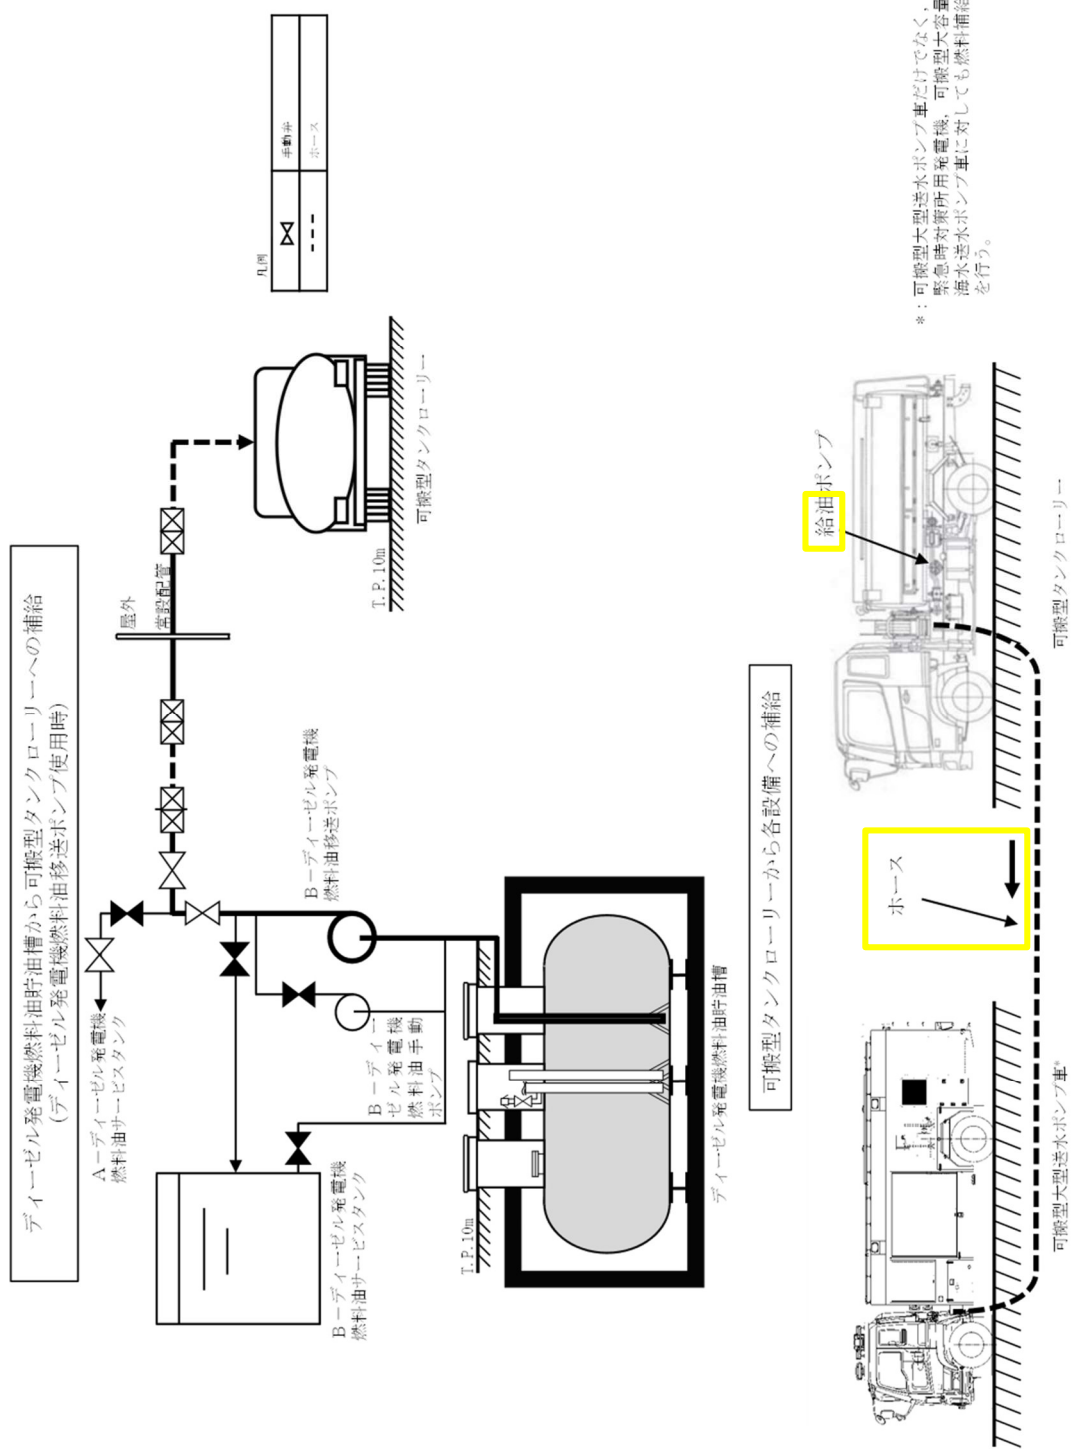 ディーゼル発電機燃料油貯油槽から可搬型タンクローリーへの補給
(ディーゼル発電機燃料油移送ポンプ使用時)
A－ディーゼル発電機
燃料油サービスタンク
屋外
常設配管
凡例
手動弁
ホース
B－ディーゼル発電機
燃料油移送ポンプ
B－ディー
ゼル発電機
燃料油手動
ポンプ
B－ディーゼル発電機
燃料油サービスタンク
T.P.10m
可搬型タンクローリー
T.P.10m
ディーゼル発電機燃料油貯油槽
可搬型タンクローリーから各設備への補給
給油ポンプ
ホース
可搬型大型送水ポンプ車*
可搬型タンクローリー
*：可搬型大型送水ポンプ車だけでなく，
緊急時対策所用発電機，可搬型大容量
海水送水ポンプ車に対しても燃料補給
を行う。